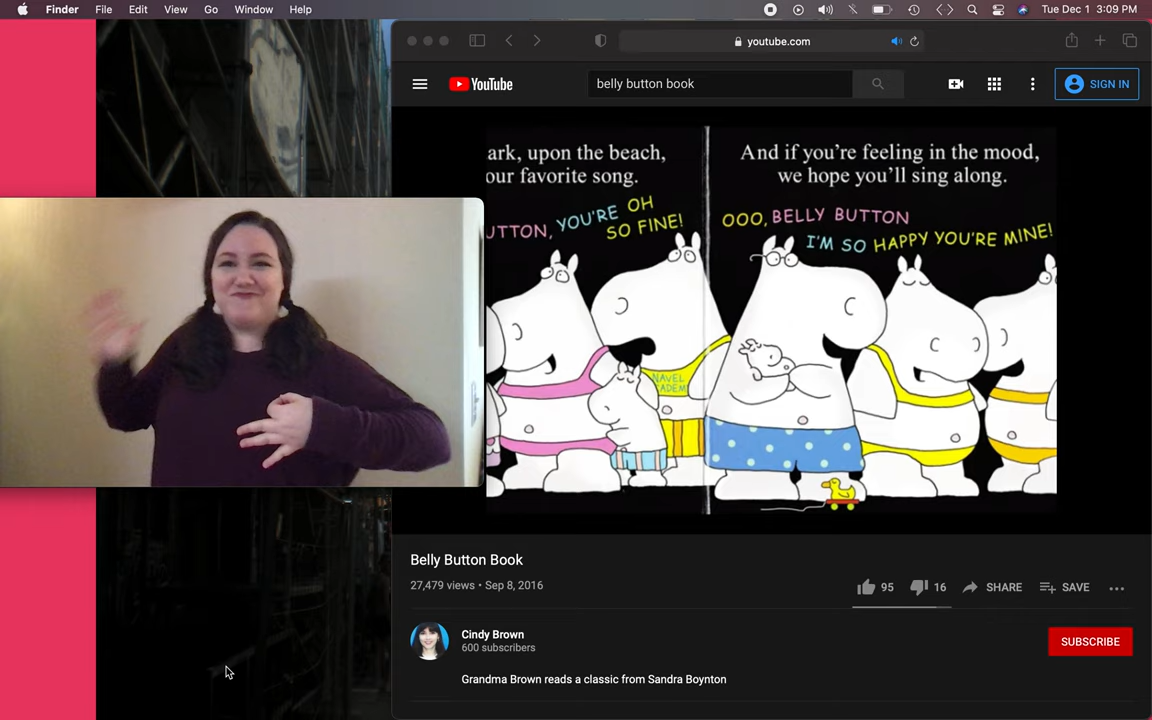 Finder File Edit View Go Window Help
Tue Dec 1 3:09 PM
youtube.com
YouTube
belly button book
SIGN IN
ark, upon the beach,
our favorite song.
UTTON, YOU'RE OH
SO FINE!
NAVEL
CADEM
And if you're feeling in the mood,
we hope you'll sing along.
OOO, BELLY BUTTON
I'M SO HAPPY YOU'RE MINE!
Belly Button Book
27,479 views • Sep 8, 2016
95 16 SHARE SAVE
Cindy Brown
600 subscribers
SUBSCRIBE
Grandma Brown reads a classic from Sandra Boynton